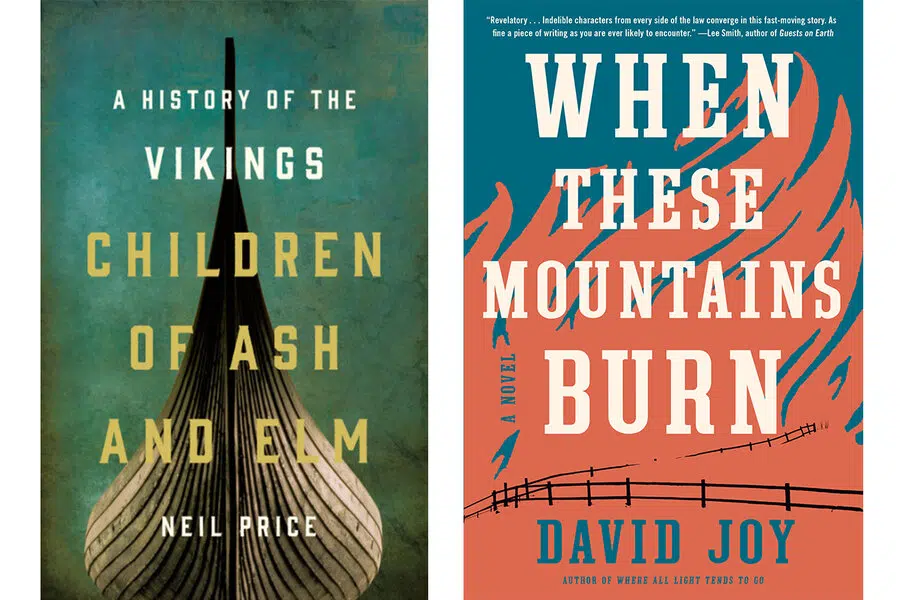 A HISTORY OF THE
VIKINGS
CHILDREN
OF ASH
AND ELM
NEIL PRICE
“Revelatory . . . Indelible characters from every side of the law converge in this fast-moving story. As
fine a piece of writing as you are ever likely to encounter.” —Lee Smith, author of Guests on Earth
WHEN
THESE
MOUNTAINS
BURN
A NOVEL
DAVID JOY
AUTHOR OF WHERE ALL LIGHT TENDS TO GO